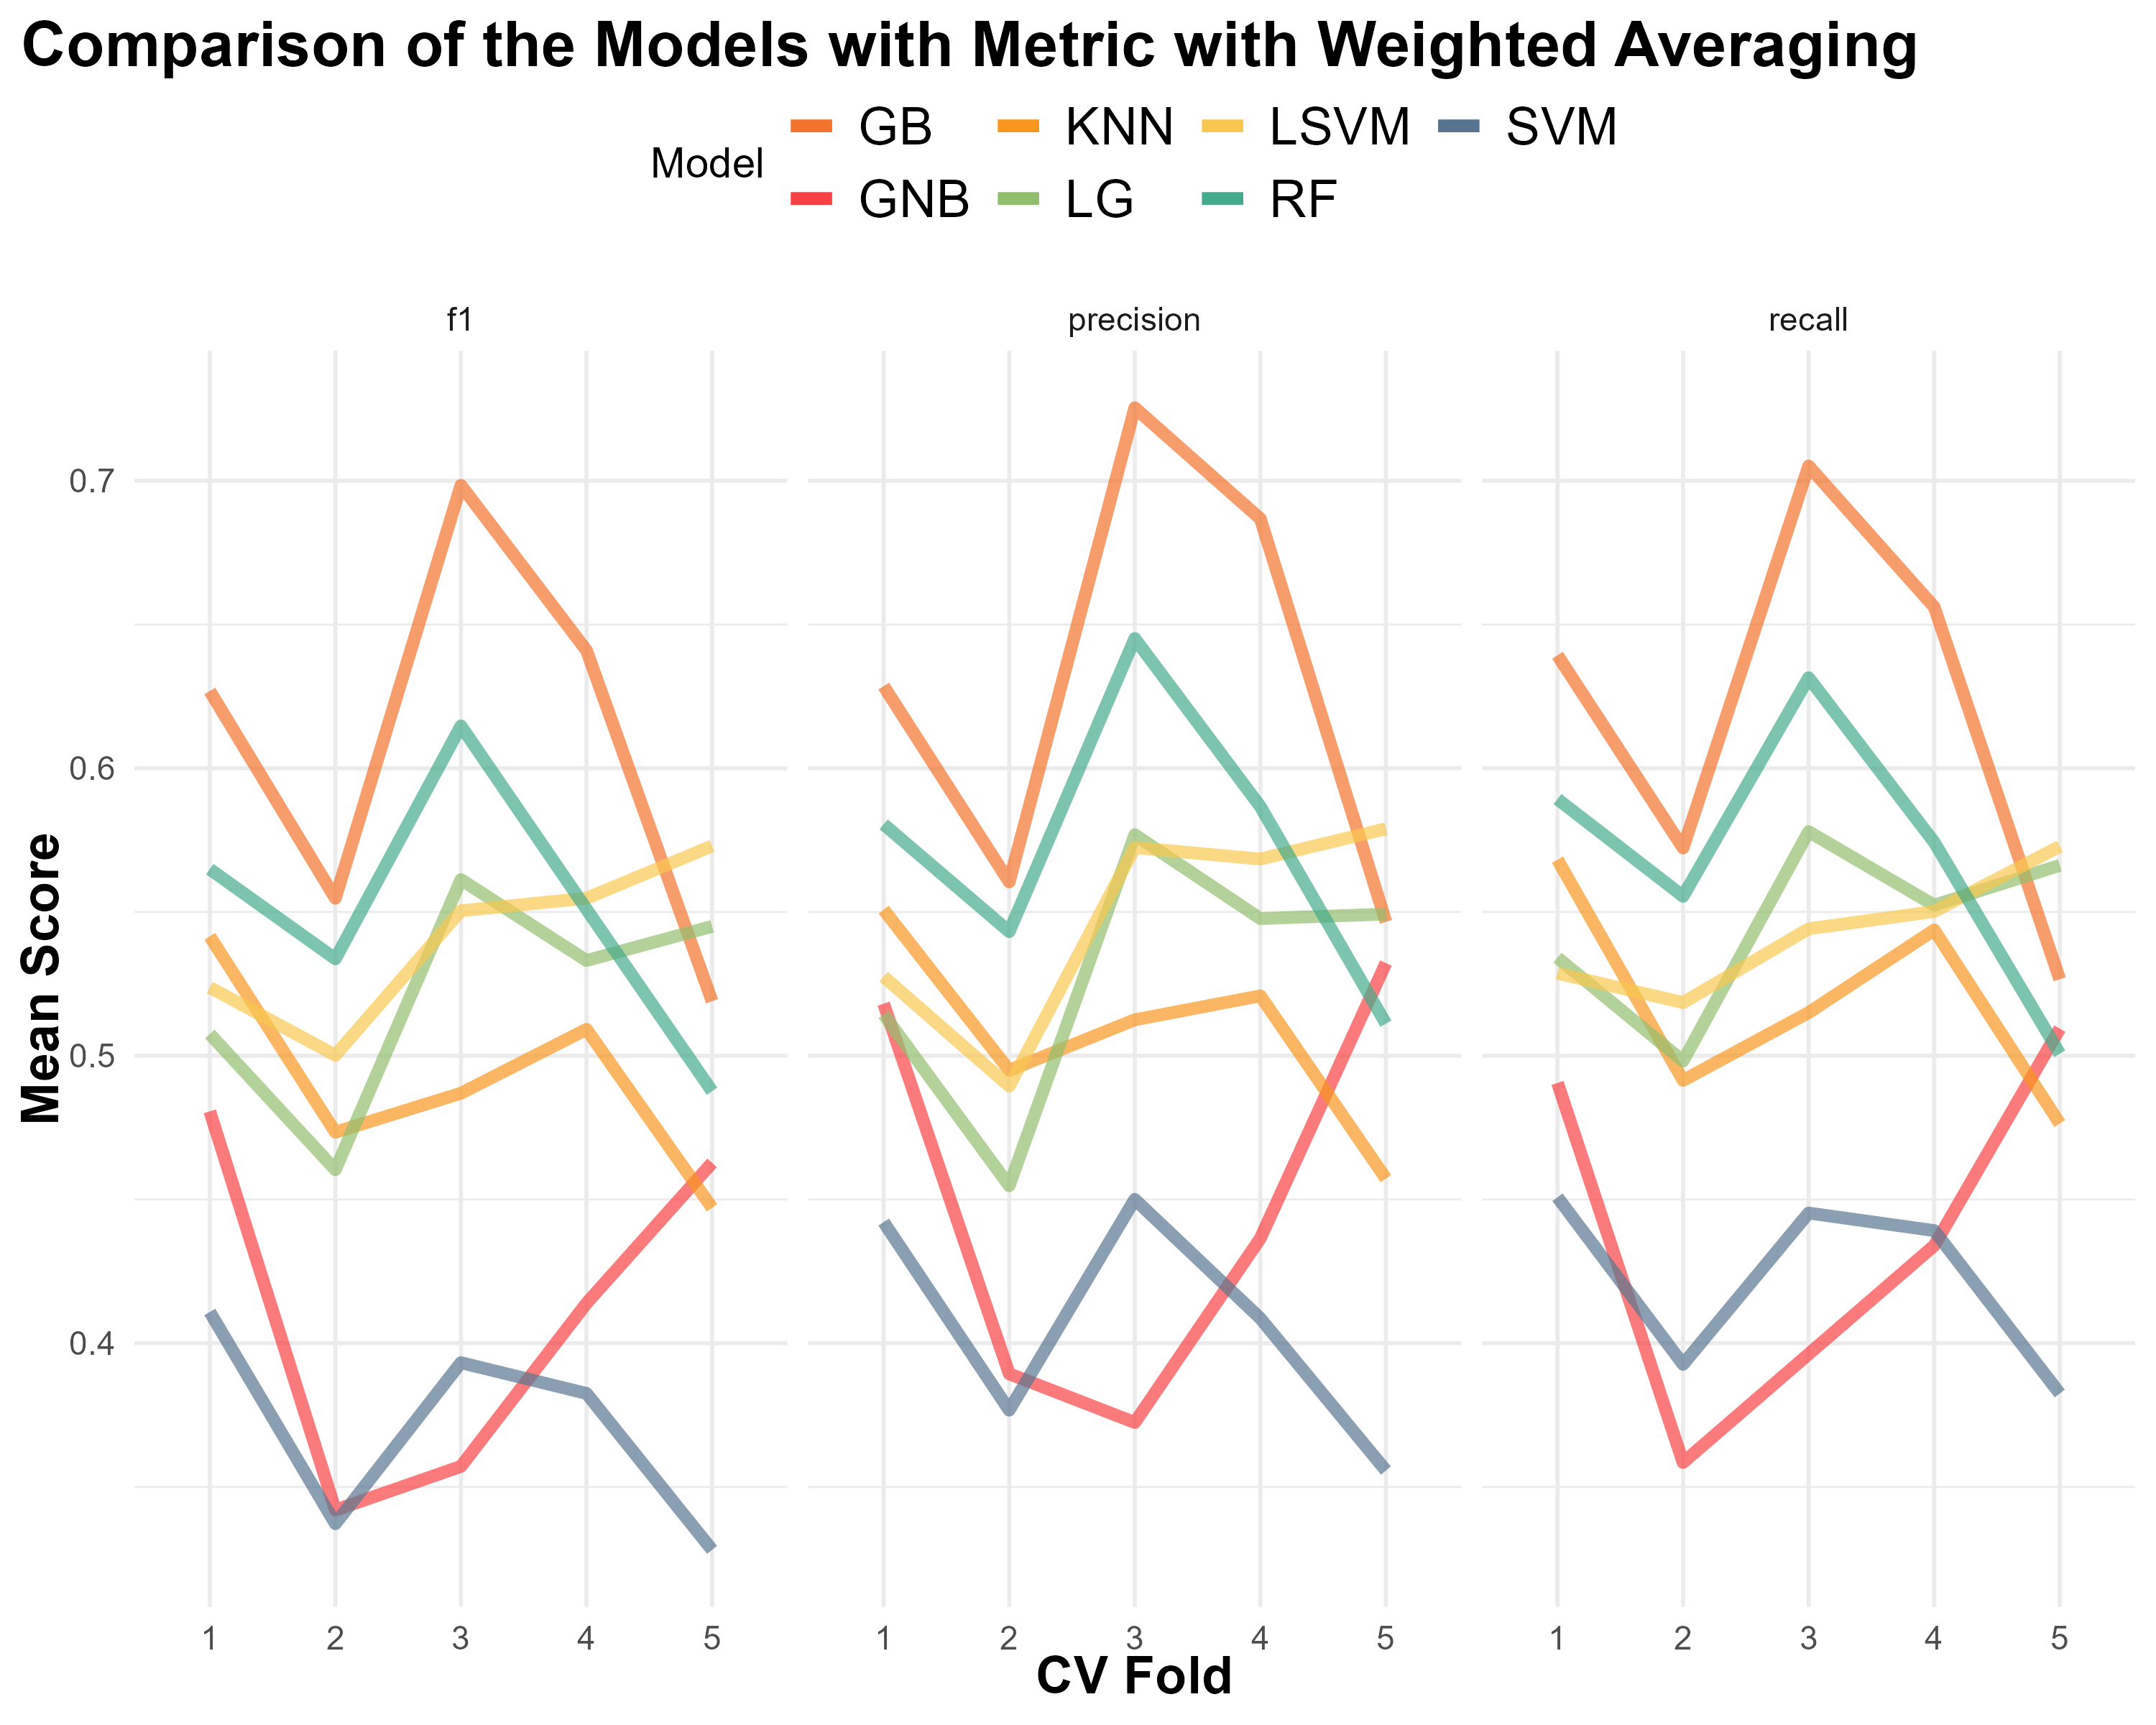 Comparison of the Models with Metric with Weighted Averaging
Model
GB KNN LSVM SVM
GNB LG RF
f1 precision recall
0.7
0.6
0.5
0.4
Mean Score
1 2 3 4 5 1 2 3 4 5 1 2 3 4 5
CV Fold